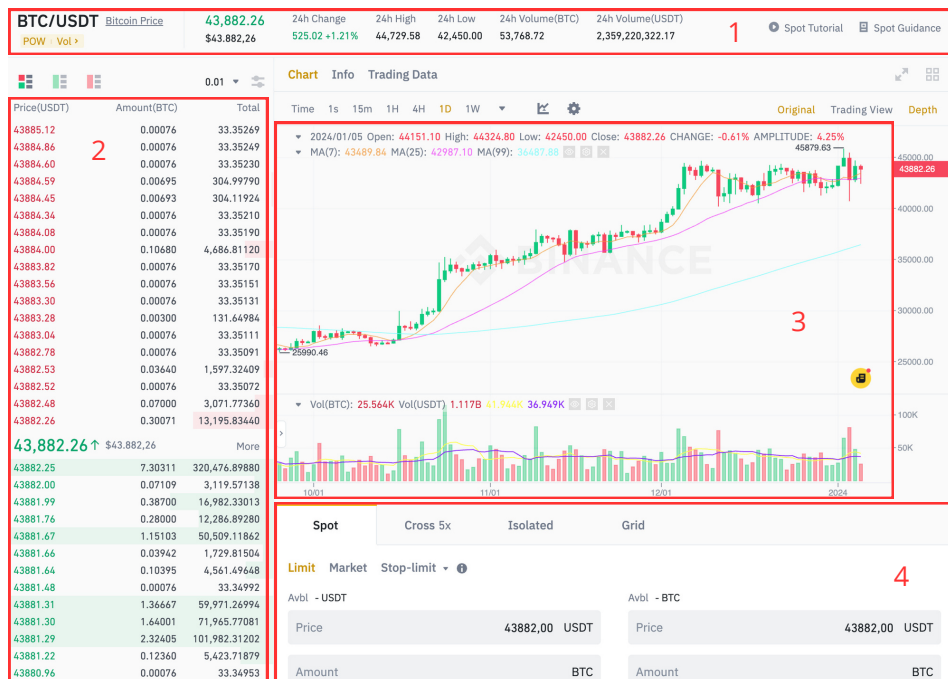 BTC/USDT Bitcoin Price 43,882.26 24h Change 24h High 24h Low 24h Volume(BTC) 24h Volume(USDT) 1 Spot Tutorial Spot Guidance
POW Vol › $43.882,26 525.02 +1.21% 44,729.58 42,450.00 53,768.72 2,359,220,322.17
0.01
Price(USDT) Amount(BTC) Total
43885.12 0.00076 33.35269
2
43884.86 0.00076 33.35249
43884.60 0.00076 33.35230
43884.59 0.00695 304.99790
43884.45 0.00693 304.11924
43884.34 0.00076 33.35210
43884.08 0.00076 33.35190
43884.00 0.10680 4,686.81120
43883.82 0.00076 33.35170
43883.56 0.00076 33.35151
43883.30 0.00076 33.35131
43883.28 0.00300 131.64984
43883.04 0.00076 33.35111
43882.78 0.00076 33.35091
43882.53 0.03640 1,597.32409
43882.52 0.00076 33.35072
43882.48 0.07000 3,071.77360
43882.26 0.30071 13,195.83440
43,882.26↑ $43.882,26 More
43882.25 7.30311 320,476.89880
43882.00 0.07109 3,119.57138
43881.99 0.38700 16,982.33013
43881.76 0.28000 12,286.89280
43881.67 1.15103 50,509.11862
43881.66 0.03942 1,729.81504
43881.64 0.10395 4,561.49648
43881.48 0.00076 33.34992
43881.31 1.36667 59,971.26994
43881.30 1.64001 71,965.77081
43881.29 2.32405 101,982.31202
43881.22 0.12360 5,423.71879
43880.96 0.00076 33.34953
Chart Info Trading Data
Time 1s 15m 1H 4H 1D 1W Original Trading View Depth
2024/01/05 Open: 44151.10 High: 44324.80 Low: 42450.00 Close: 43882.26 CHANGE: -0.61% AMPLITUDE: 4.25%
MA(7): 43489.84 MA(25): 42987.10 MA(99): 36487.88
45879.63
45000.00
43882.26
40000.00
BINANCE
35000.00
30000.00
3
25990.46
25000.00
Vol(BTC): 25.564K Vol(USDT) 1.117B 41.944K 36.949K
100K
50K
10/01 11/01 12/01 2024
Spot Cross 5x Isolated Grid
Limit Market Stop-limit
4
Avbl - USDT Avbl - BTC
Price 43882,00 USDT Price 43882,00 USDT
Amount BTC Amount BTC